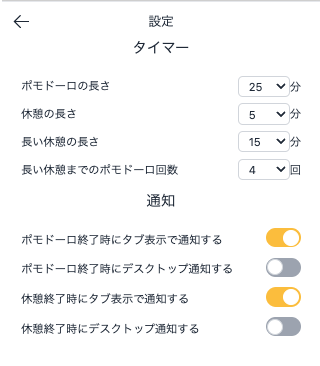 設定
タイマー
ポモドーロの長さ 25 分
休憩の長さ 5 分
長い休憩の長さ 15 分
長い休憩までのポモドーロ回数 4 回
通知
ポモドーロ終了時にタブ表示で通知する
ポモドーロ終了時にデスクトップ通知する
休憩終了時にタブ表示で通知する
休憩終了時にデスクトップ通知する